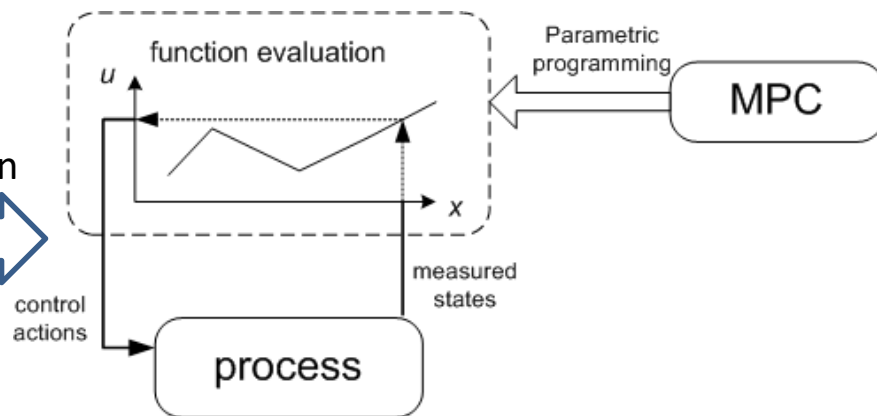 function evaluation
u
x
Parametric
programming
MPC
n
measured
states
control
actions
process